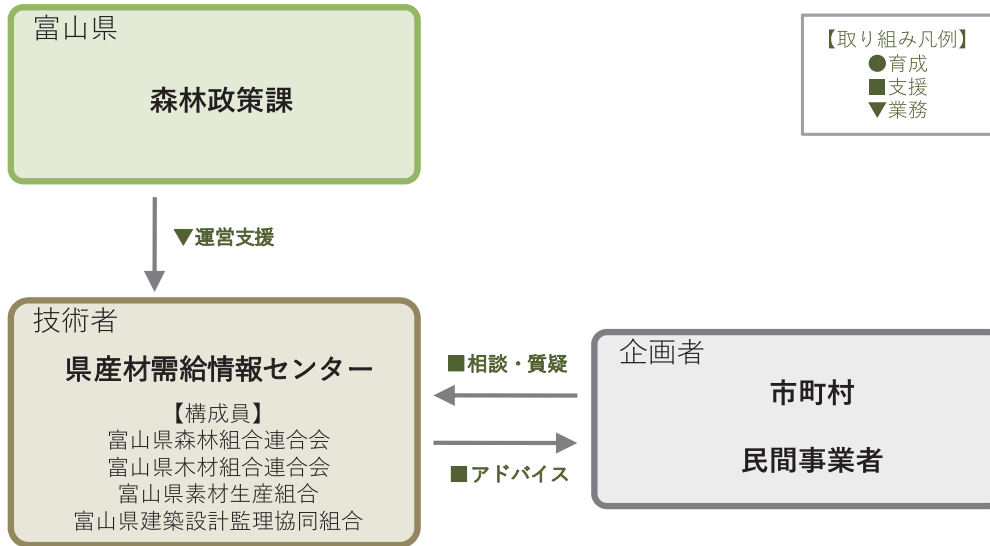 富山県
森林政策課
【取り組み凡例】
●育成
■支援
▼業務
▼運営支援
技術者
県産材需給情報センター
【構成員】
富山県森林組合連合会
富山県木材組合連合会
富山県素材生産組合
富山県建築設計監理協同組合
■相談・質疑
■アドバイス
企画者
市町村
民間事業者